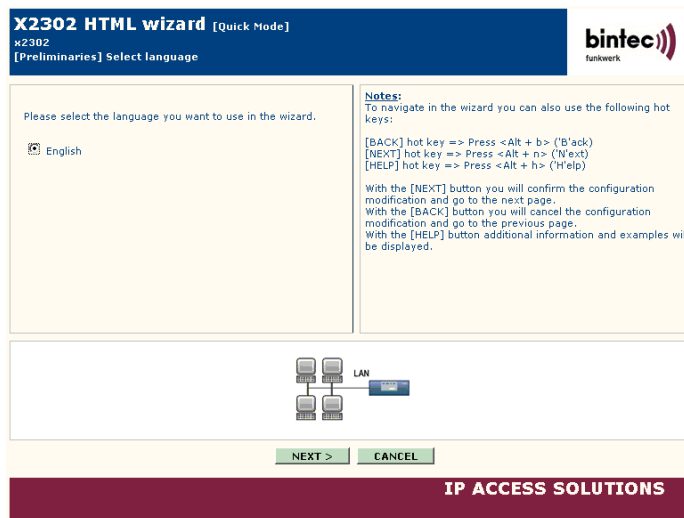 X2302 HTML wizard [Quick Mode]
x2302
[Preliminaries] Select language
bintec
funkwerk
Please select the language you want to use in the wizard.
English
Notes:
To navigate in the wizard you can also use the following hot
keys:
[BACK] hot key => Press <Alt + b> ('B'ack)
[NEXT] hot key => Press <Alt + n> ('N'ext)
[HELP] hot key => Press <Alt + h> ('H'elp)
With the [NEXT] button you will confirm the configuration
modification and go to the next page.
With the [BACK] button you will cancel the configuration
modification and go to the previous page.
With the [HELP] button additional information and examples wi
be displayed.
LAN
NEXT >
CANCEL
IP ACCESS SOLUTIONS